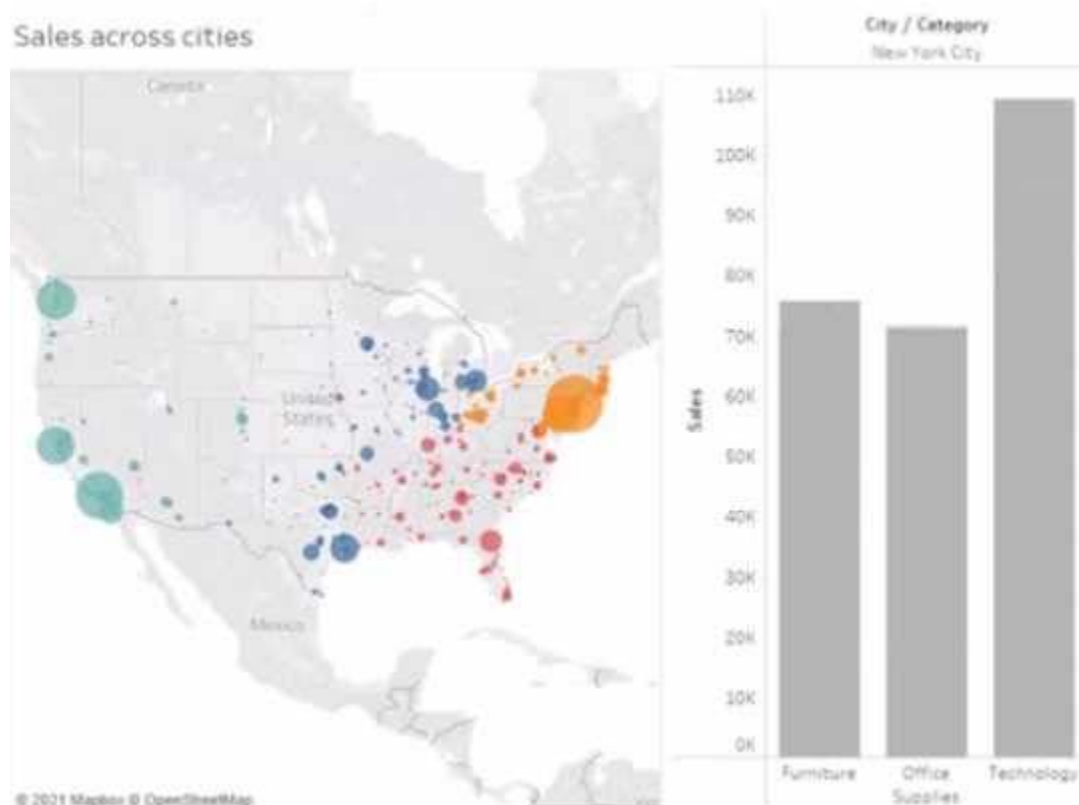 Sales across cities
Canada
United
States
Mexico
© 2021 Mapbox © OpenStreetMap
City / Category
New York City
110K
100K
90K
80K
70K
60K
50K
40K
30K
20K
10K
0K
Sales
Furniture
Office
Supplies
Technology